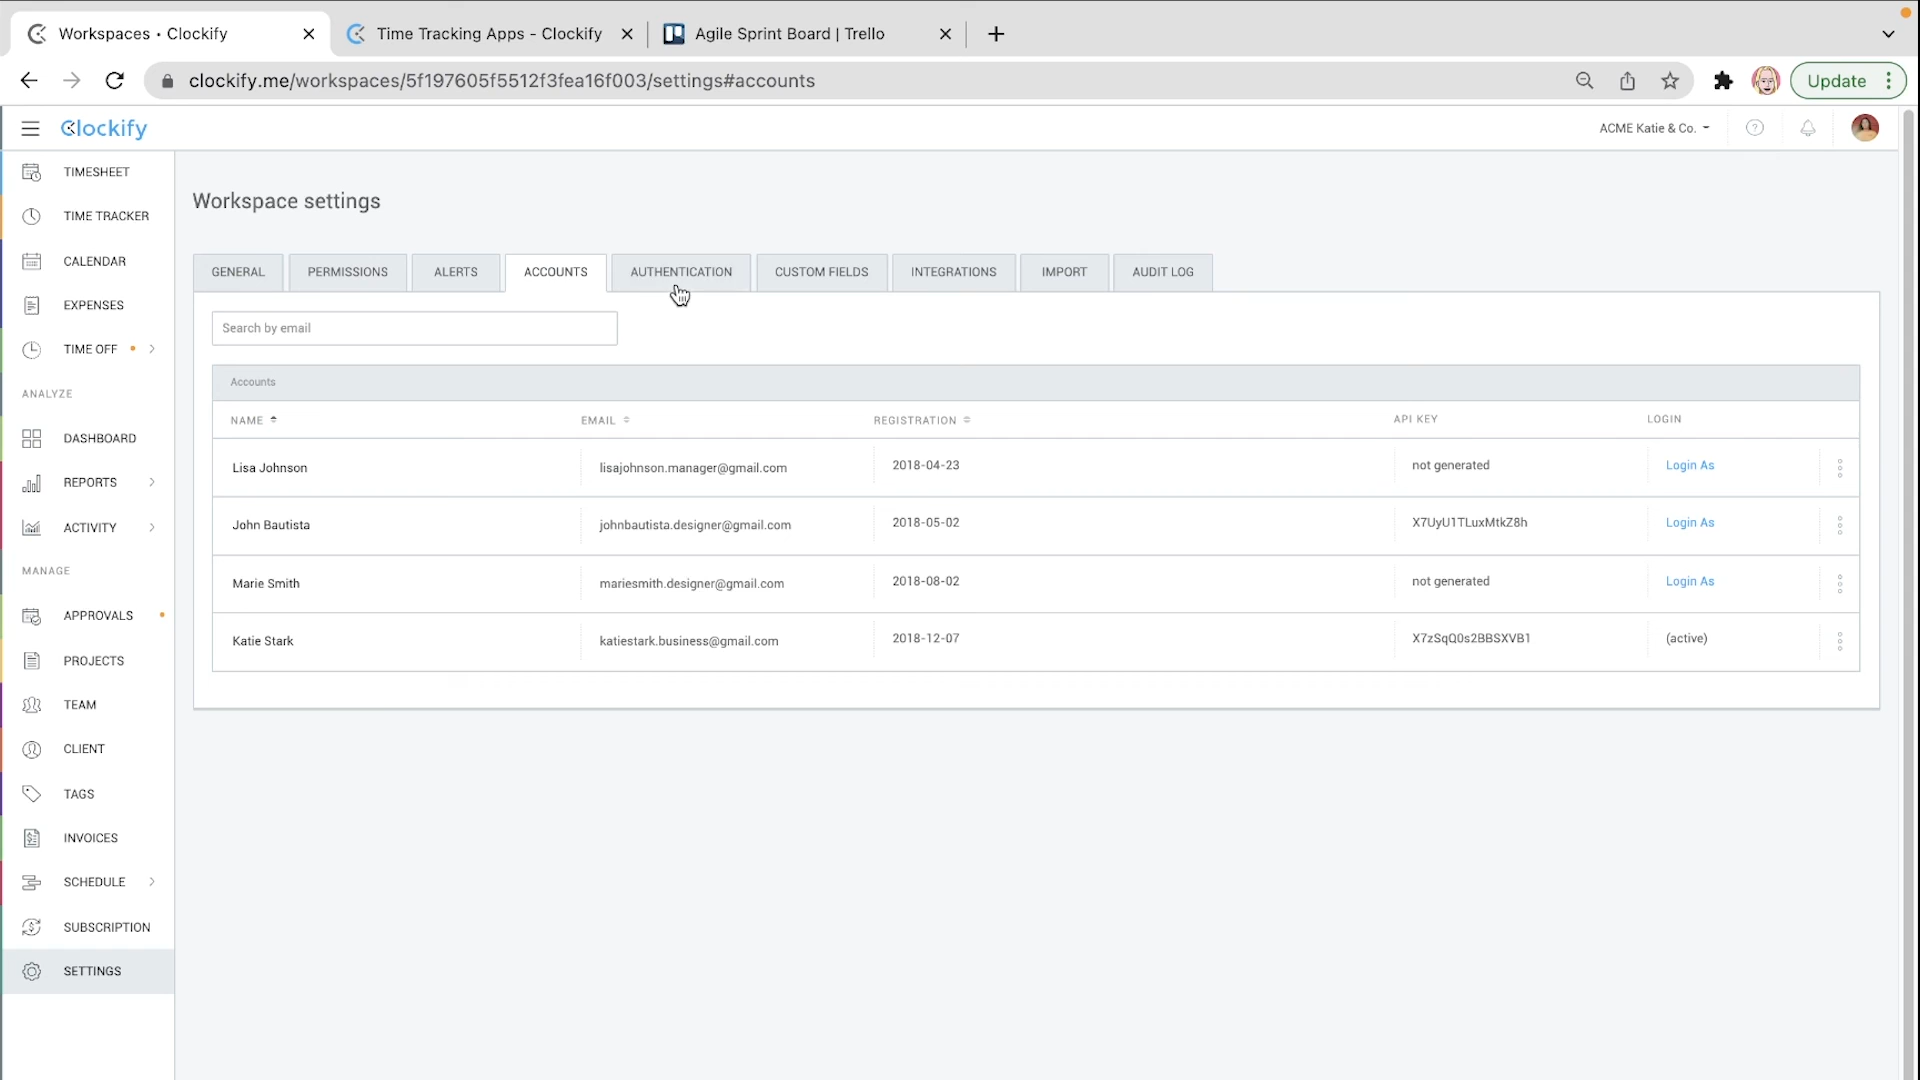 Workspaces • Clockify
Time Tracking Apps - Clockify
Agile Sprint Board | Trello
clockify.me/workspaces/5f197605f5512f3fea16f003/settings#accounts
Update
Clockify
ACME Katie & Co.
TIMESHEET
TIME TRACKER
CALENDAR
EXPENSES
TIME OFF
ANALYZE
DASHBOARD
REPORTS
ACTIVITY
MANAGE
APPROVALS
PROJECTS
TEAM
CLIENT
TAGS
INVOICES
SCHEDULE
SUBSCRIPTION
SETTINGS
Workspace settings
GENERAL PERMISSIONS ALERTS ACCOUNTS AUTHENTICATION CUSTOM FIELDS INTEGRATIONS IMPORT AUDIT LOG
Search by email
Accounts
NAME EMAIL REGISTRATION API KEY LOGIN
Lisa Johnson lisajohnson.manager@gmail.com 2018-04-23 not generated Login As
John Bautista johnbautista.designer@gmail.com 2018-05-02 X7UyU1TLuxMtkZ8h Login As
Marie Smith mariesmith.designer@gmail.com 2018-08-02 not generated Login As
Katie Stark katiestark.business@gmail.com 2018-12-07 X7zSqQ0s2BBSXVB1 (active)